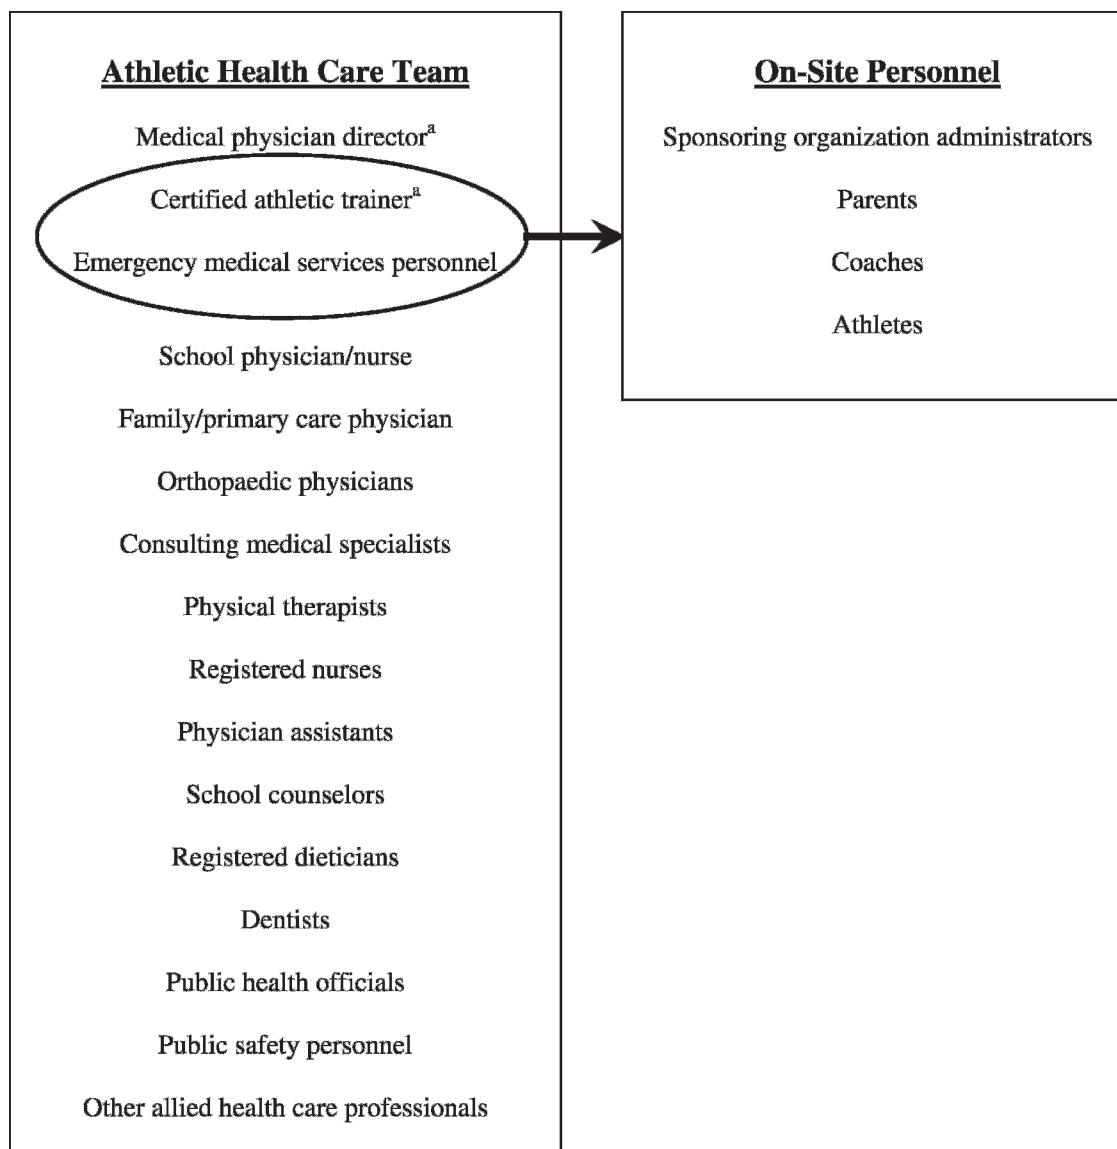 Athletic Health Care Team
Medical physician directorᵃ
Certified athletic trainerᵃ
Emergency medical services personnel
School physician/nurse
Family/primary care physician
Orthopaedic physicians
Consulting medical specialists
Physical therapists
Registered nurses
Physician assistants
School counselors
Registered dieticians
Dentists
Public health officials
Public safety personnel
Other allied health care professionals
On-Site Personnel
Sponsoring organization administrators
Parents
Coaches
Athletes